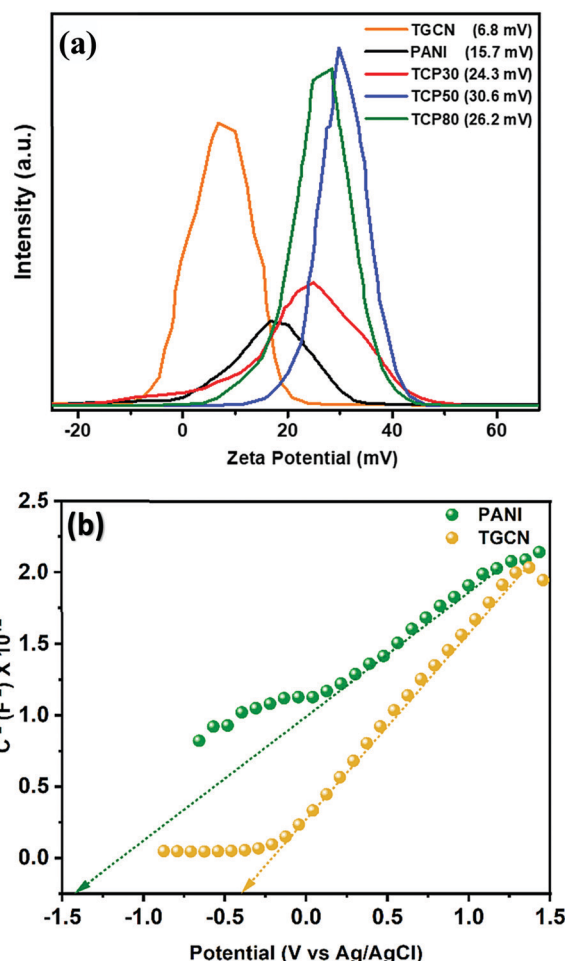 (a)
TGCN (6.8 mV)
PANI (15.7 mV)
TCP30 (24.3 mV)
TCP50 (30.6 mV)
TCP80 (26.2 mV)
Intensity (a.u.)
-20 0 20 40 60
Zeta Potential (mV)
(b)
PANI
TGCN
2.5
2.0
1.5
1.0
0.5
0.0
-1.5 -1.0 -0.5 0.0 0.5 1.0 1.5
Potential (V vs Ag/AgCl)